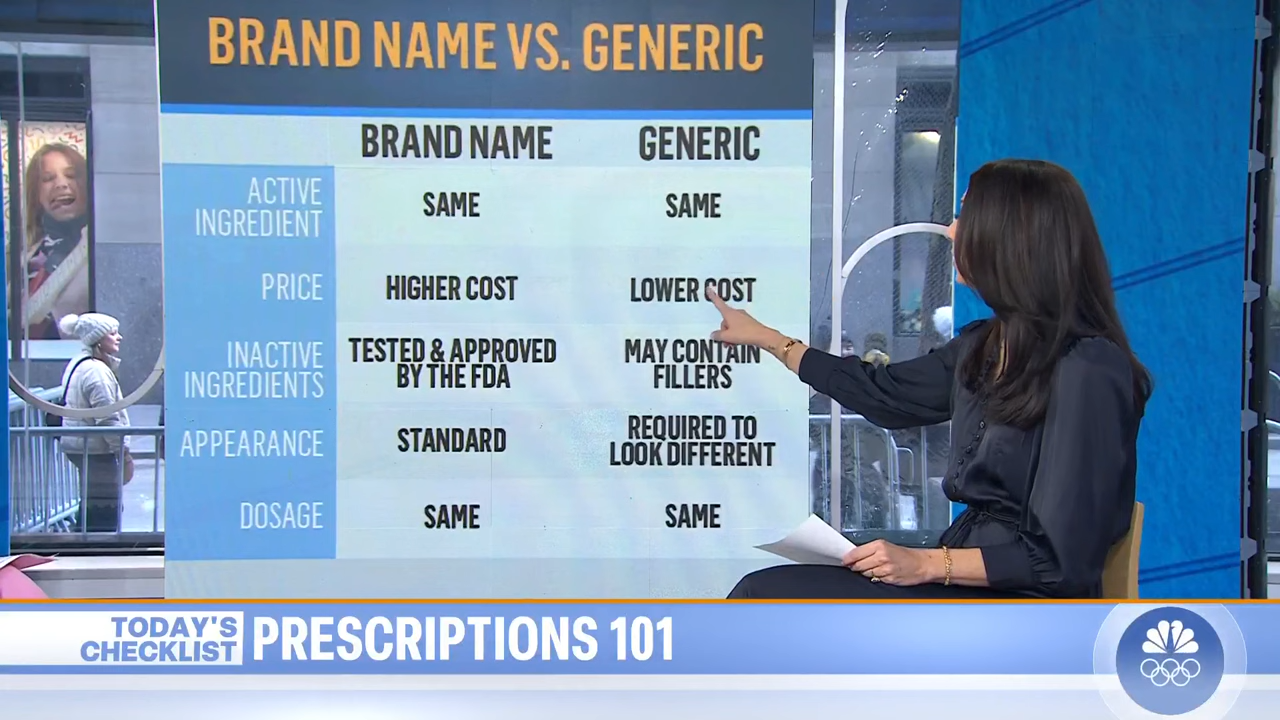 BRAND NAME VS. GENERIC
BRAND NAME GENERIC
ACTIVE
INGREDIENT
SAME SAME
PRICE HIGHER COST LOWER COST
INACTIVE
INGREDIENTS
TESTED & APPROVED
BY THE FDA
MAY CONTAIN
FILLERS
APPEARANCE STANDARD
REQUIRED TO
LOOK DIFFERENT
DOSAGE SAME SAME
TODAY'S
CHECKLIST
PRESCRIPTIONS 101